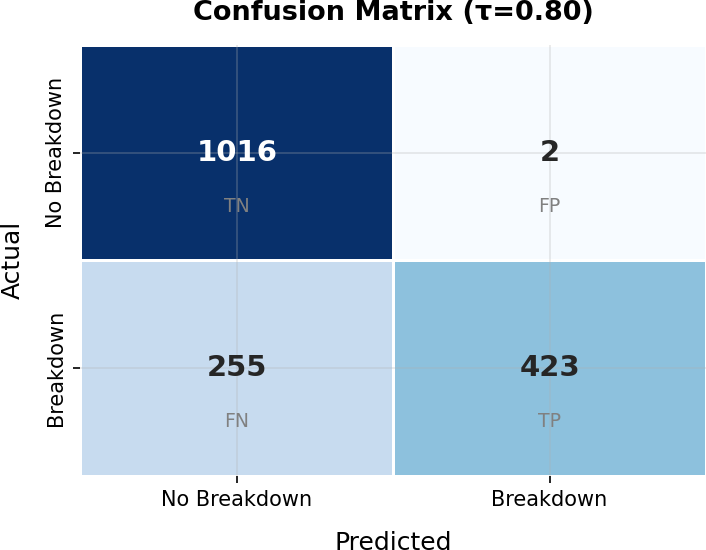 Confusion Matrix (τ=0.80)
Actual
No Breakdown
1016
TN
2
FP
Breakdown
255
FN
423
TP
No Breakdown
Breakdown
Predicted